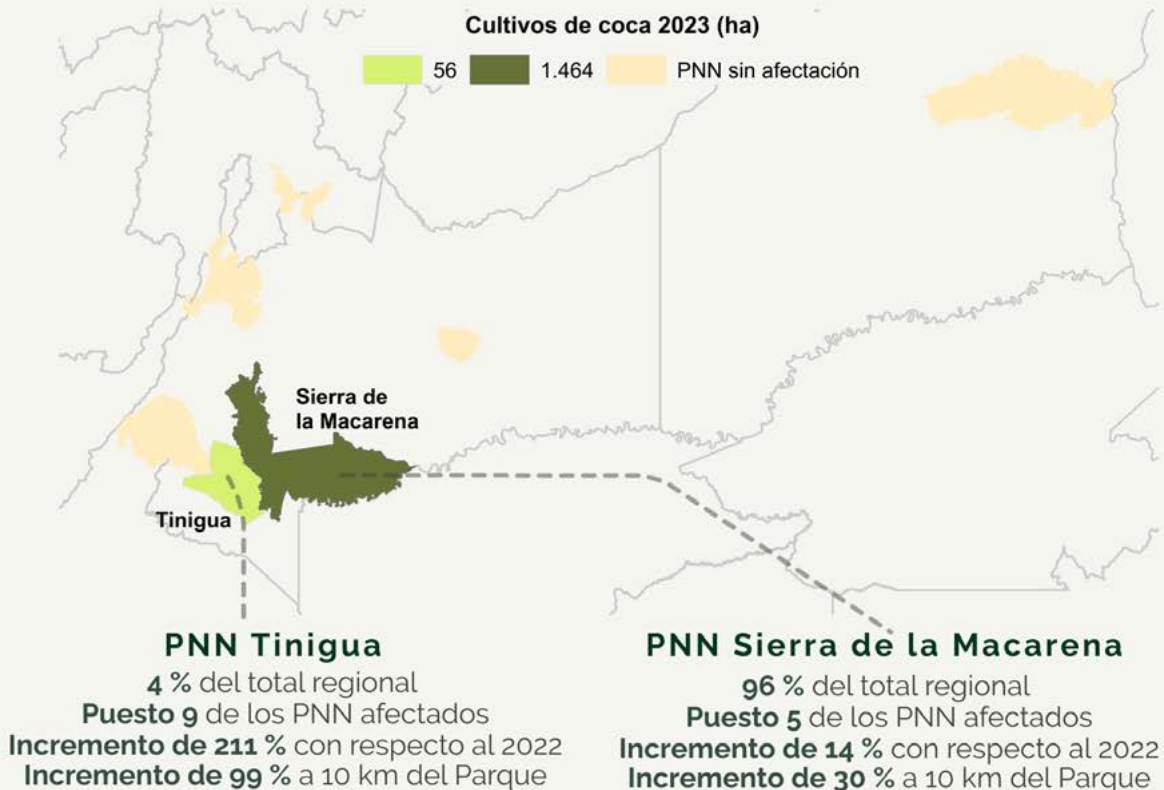 Cultivos de coca 2023 (ha)
56 1.464 PNN sin afectación
Sierra de
la Macarena
Tinigua
PNN Tinigua
4 % del total regional
Puesto 9 de los PNN afectados
Incremento de 211 % con respecto al 2022
Incremento de 99 % a 10 km del Parque
PNN Sierra de la Macarena
96 % del total regional
Puesto 5 de los PNN afectados
Incremento de 14 % con respecto al 2022
Incremento de 30 % a 10 km del Parque